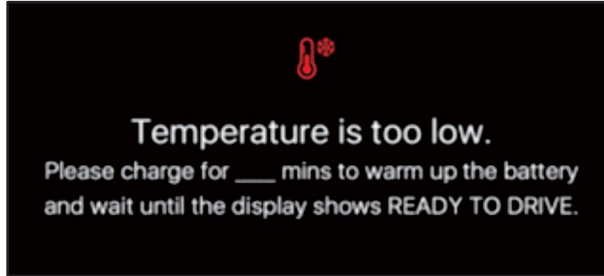 Temperature is too low.
Please charge for ___ mins to warm up the battery
and wait until the display shows READY TO DRIVE.